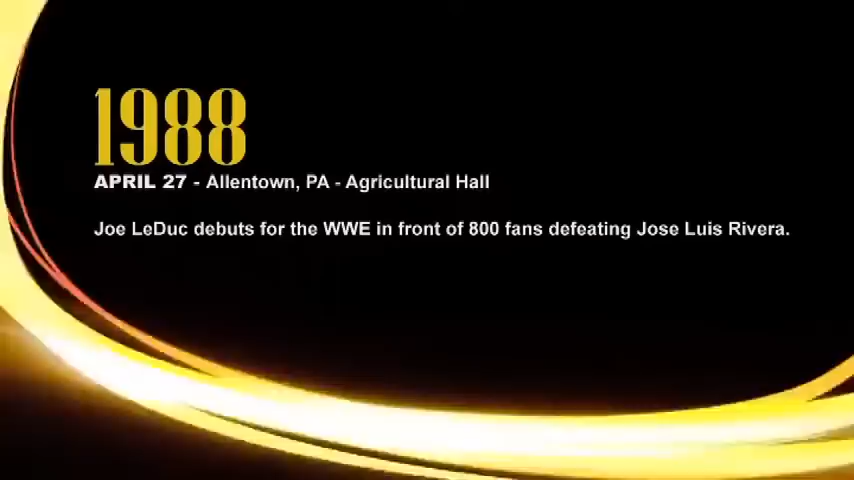 1988
APRIL 27 - Allentown, PA - Agricultural Hall
Joe LeDuc debuts for the WWE in front of 800 fans defeating Jose Luis Rivera.